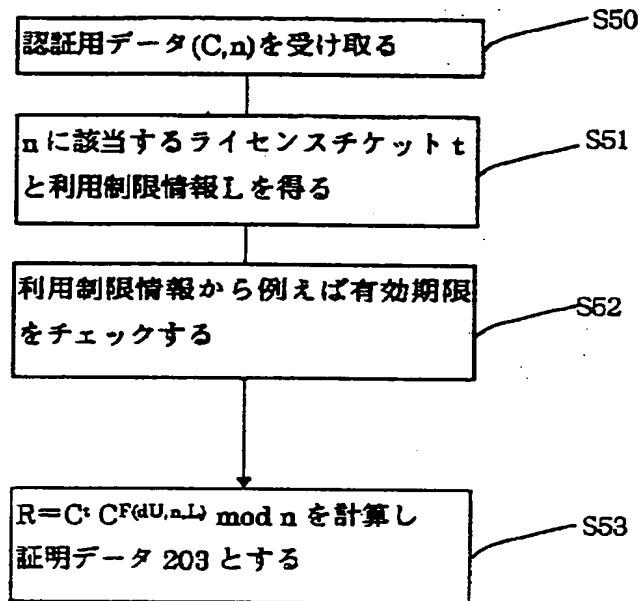 認証用データ(C,n)を受け取る
S50
nに該当するライセンスチケットt
と利用制限情報Lを得る
S51
利用制限情報から例えば有効期限
をチェックする
S52
R=Cᵗ C^F(dU,n,L) mod n を計算し
証明データ203とする
S53